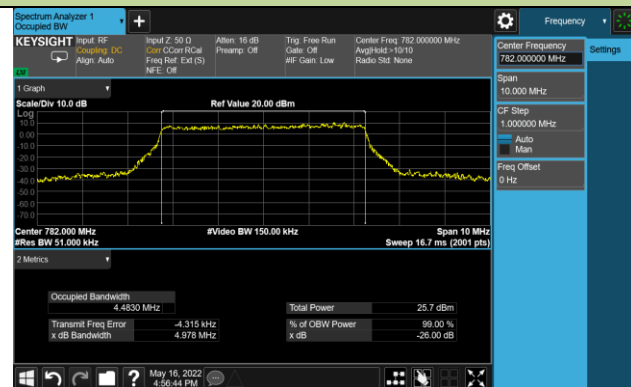 Spectrum Analyzer 1
Occupied BW
Frequency
KEYSIGHT
Input: RF
Coupling: DC
Align: Auto
Input Z: 50 Ω
Corr CCorr RCal
Freq Ref: Ext (S)
NFE: Off
Atten: 16 dB
Preamp: Off
Trig: Free Run
Gate: Off
#IF Gain: Low
Center Freq: 782.000000 MHz
Avg|Hold:>10/10
Radio Std: None
Center Frequency
782.000000 MHz
Settings
Span
10.000 MHz
CF Step
1.000000 MHz
Auto
Man
Freq Offset
0 Hz
1 Graph
Scale/Div 10.0 dB
Ref Value 20.00 dBm
Log
10.0
0.00
-10.0
-20.0
-30.0
-40.0
-50.0
-60.0
-70.0
Center 782.000 MHz
#Video BW 150.00 kHz
Span 10 MHz
#Res BW 51.000 kHz
Sweep 16.7 ms (2001 pts)
2 Metrics
Occupied Bandwidth
4.4830 MHz
Total Power
25.7 dBm
Transmit Freq Error
-4.315 kHz
% of OBW Power
99.00 %
x dB Bandwidth
4.978 MHz
x dB
-26.00 dB
?
May 16, 2022
4:56:44 PM